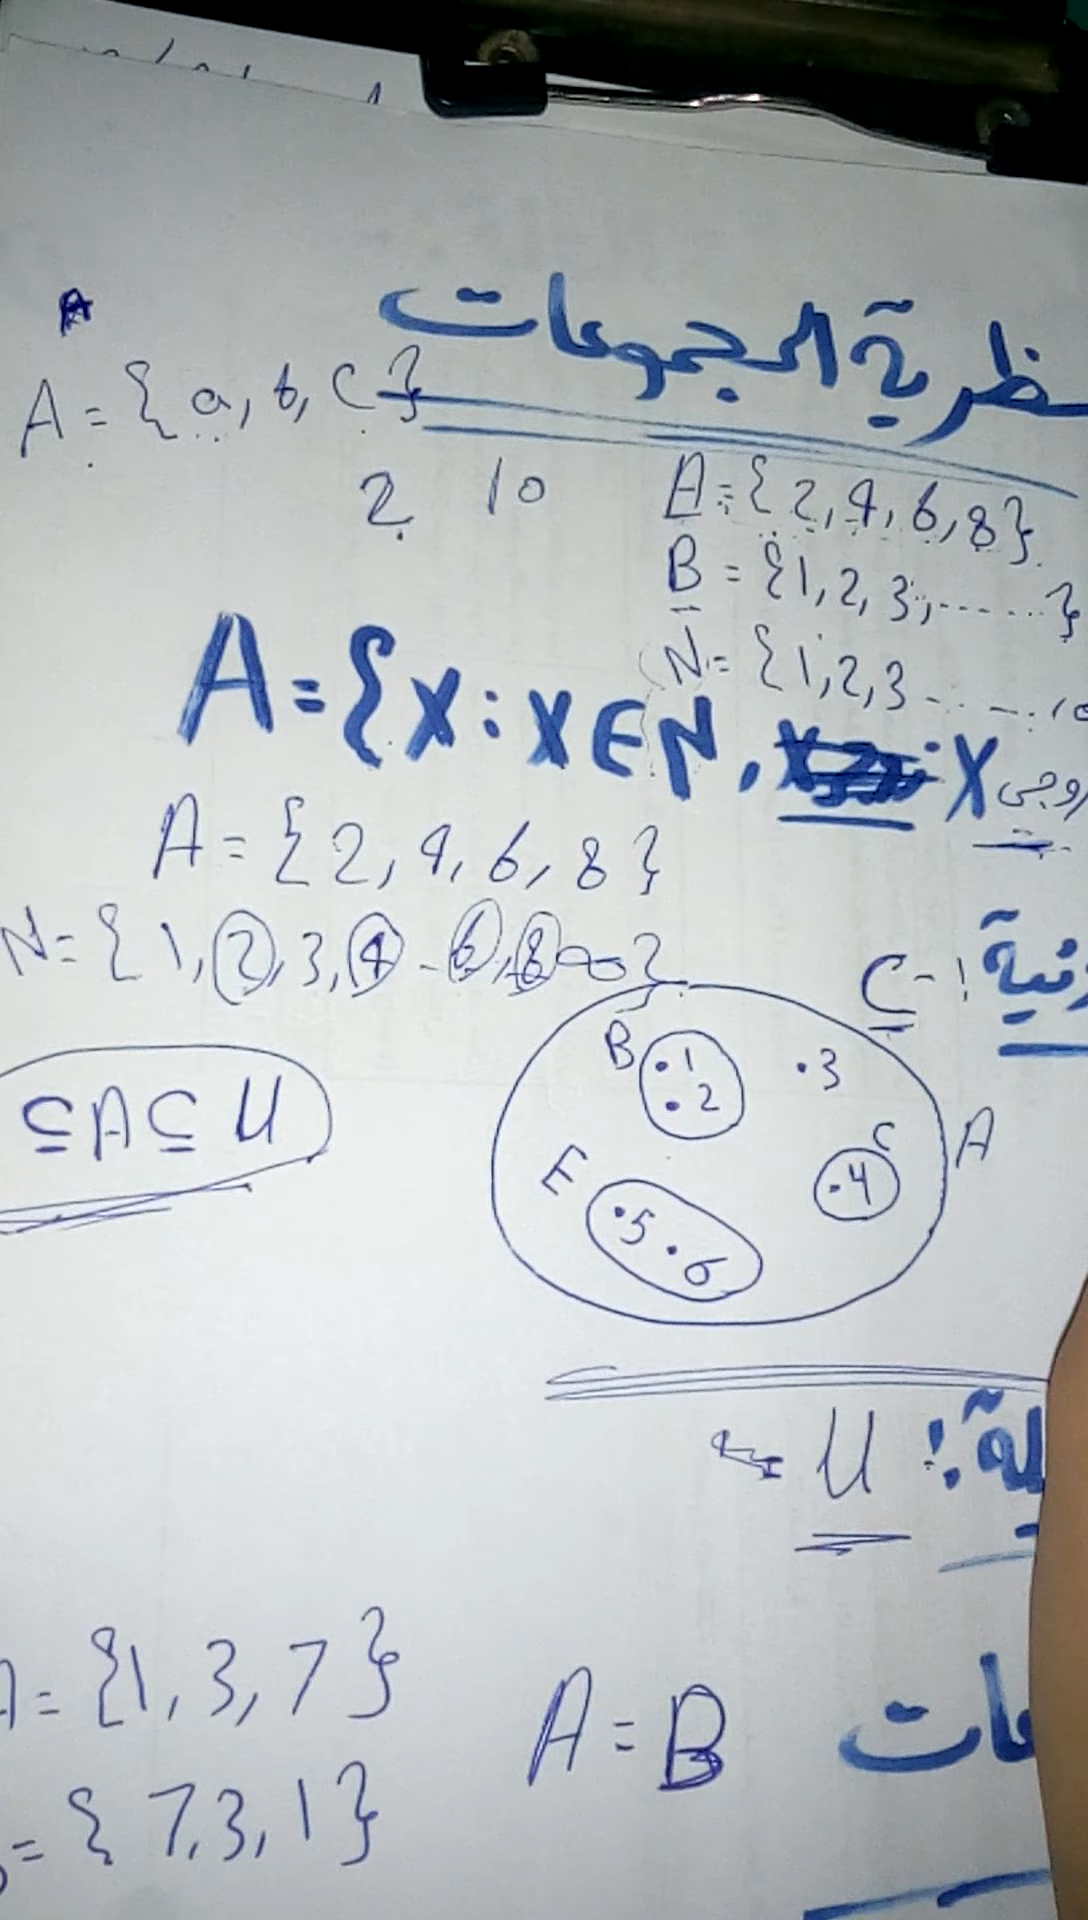 نظرية المجموعات
A
A = { a, b, c }
2 10
A = { 2, 4, 6, 8 }
B = { 1, 2, 3, ...... }
N = { 1, 2, 3 ......
A = { X : X ∈ N , X زوجي
A = { 2, 4, 6, 8 }
N = { 1, 2, 3, 4 - 6, 8 ∞ }
⊂ -
⊆ A ⊆ U
B
1
2
3
C
4
A
E
5
6
U
A = { 1, 3, 7 }
A = B
= { 7, 3, 1 }